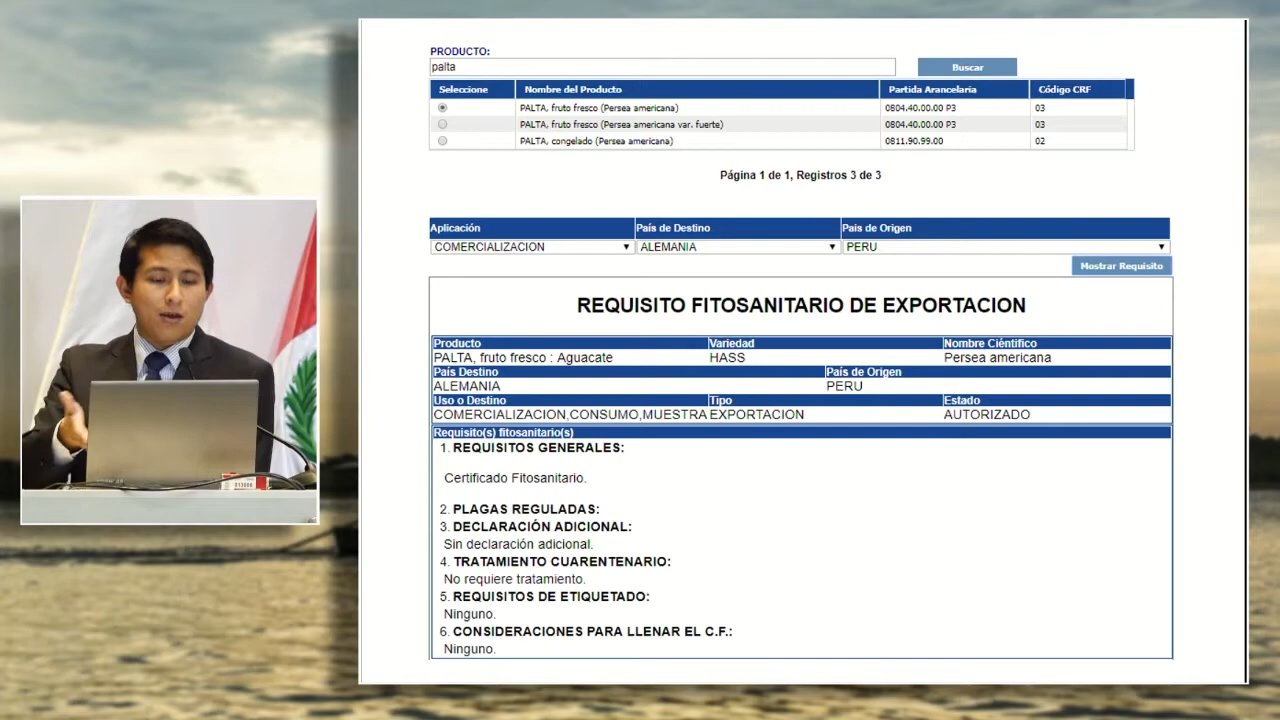 PRODUCTO:
palta
Buscar
Seleccione Nombre del Producto Partida Arancelaria Código CRF
PALTA, fruto fresco (Persea americana) 0804.40.00.00 P3 03
PALTA, fruto fresco (Persea americana var. fuerte) 0804.40.00.00 P3 03
PALTA, congelado (Persea americana) 0811.90.99.00 02
Página 1 de 1, Registros 3 de 3
Aplicación País de Destino Pais de Origen
COMERCIALIZACION ALEMANIA PERU
Mostrar Requisito
REQUISITO FITOSANITARIO DE EXPORTACION
Producto Variedad Nombre Ciéntifico
PALTA, fruto fresco : Aguacate HASS Persea americana
País Destino País de Origen
ALEMANIA PERU
Uso o Destino Tipo Estado
COMERCIALIZACION,CONSUMO,MUESTRA EXPORTACION AUTORIZADO
Requisito(s) fitosanitario(s)
1. REQUISITOS GENERALES:
Certificado Fitosanitario.
2. PLAGAS REGULADAS:
3. DECLARACIÓN ADICIONAL:
Sin declaración adicional.
4. TRATAMIENTO CUARENTENARIO:
No requiere tratamiento.
5. REQUISITOS DE ETIQUETADO:
Ninguno.
6. CONSIDERACIONES PARA LLENAR EL C.F.:
Ninguno.